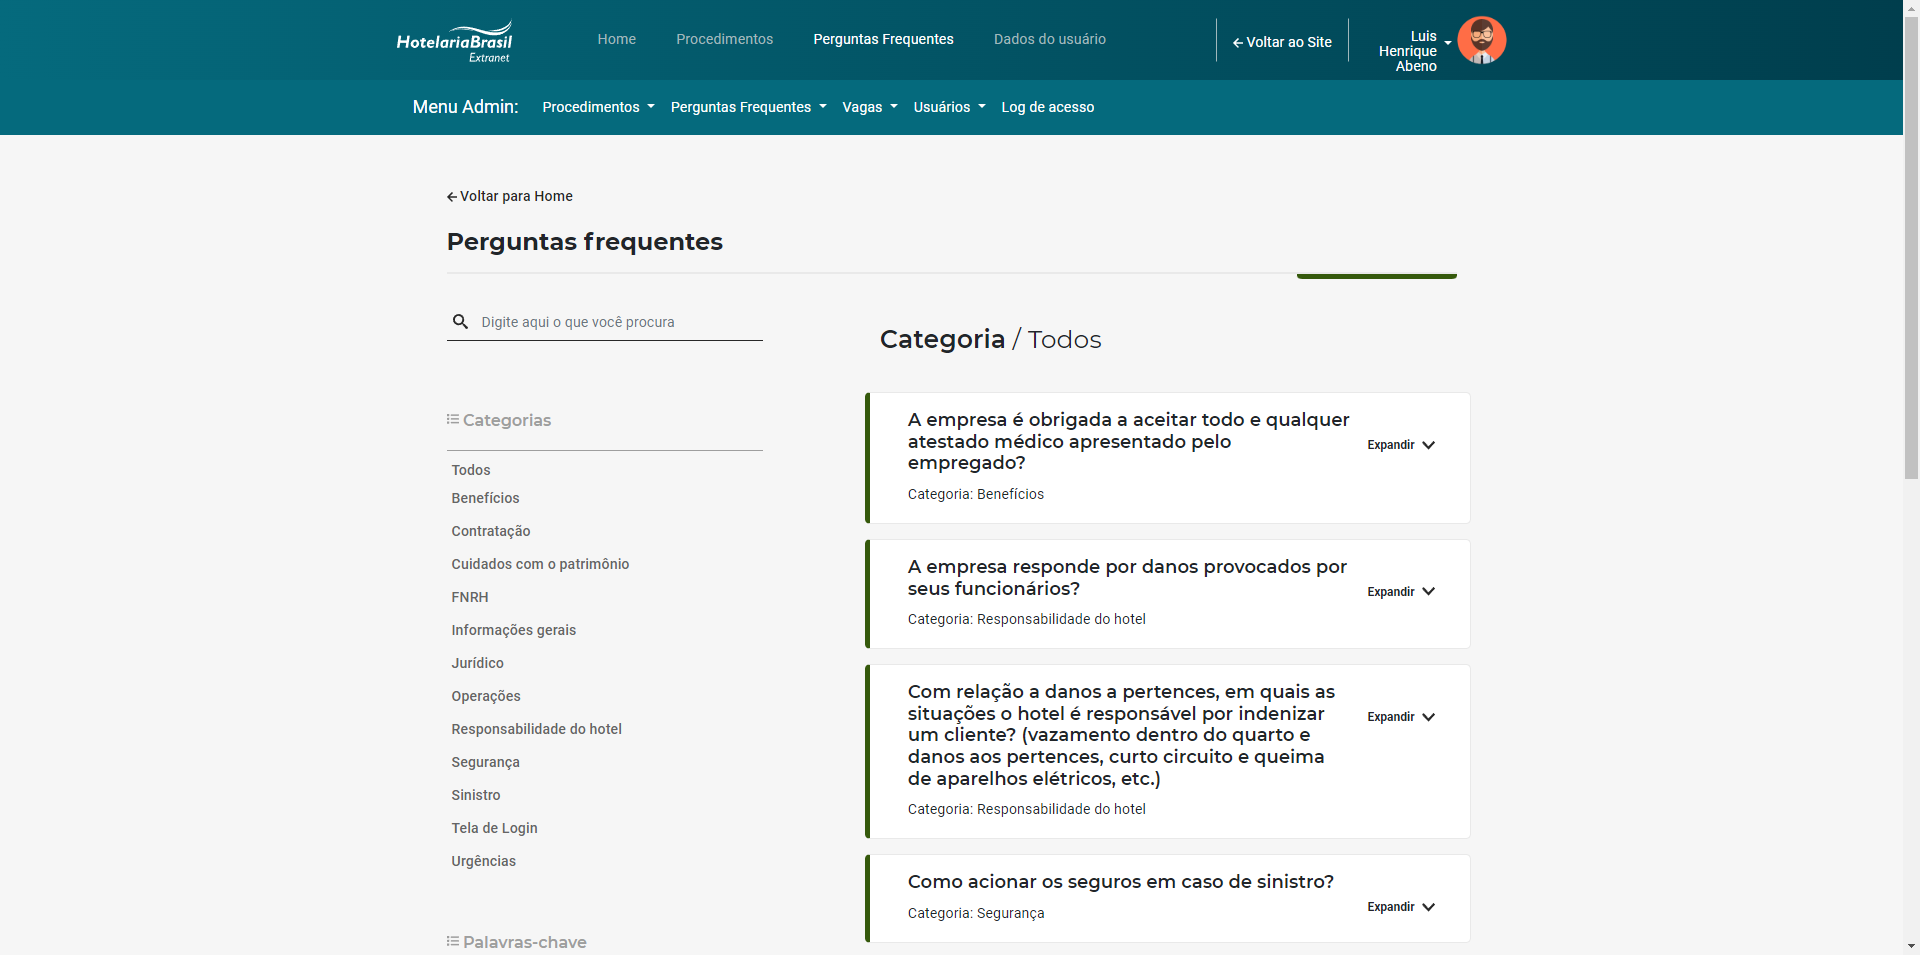 HotelariaBrasil
Extranet
Home
Procedimentos
Perguntas Frequentes
Dados do usuário
Voltar ao Site
Luis
Henrique
Abeno
Menu Admin:
Procedimentos
Perguntas Frequentes
Vagas
Usuários
Log de acesso
Voltar para Home
Perguntas frequentes
Digite aqui o que você procura
Categorias
Todos
Benefícios
Contratação
Cuidados com o patrimônio
FNRH
Informações gerais
Jurídico
Operações
Responsabilidade do hotel
Segurança
Sinistro
Tela de Login
Urgências
Palavras-chave
Categoria / Todos
A empresa é obrigada a aceitar todo e qualquer
atestado médico apresentado pelo
empregado?
Categoria: Benefícios
Expandir
A empresa responde por danos provocados por
seus funcionários?
Categoria: Responsabilidade do hotel
Expandir
Com relação a danos a pertences, em quais as
situações o hotel é responsável por indenizar
um cliente? (vazamento dentro do quarto e
danos aos pertences, curto circuito e queima
de aparelhos elétricos, etc.)
Categoria: Responsabilidade do hotel
Expandir
Como acionar os seguros em caso de sinistro?
Categoria: Segurança
Expandir